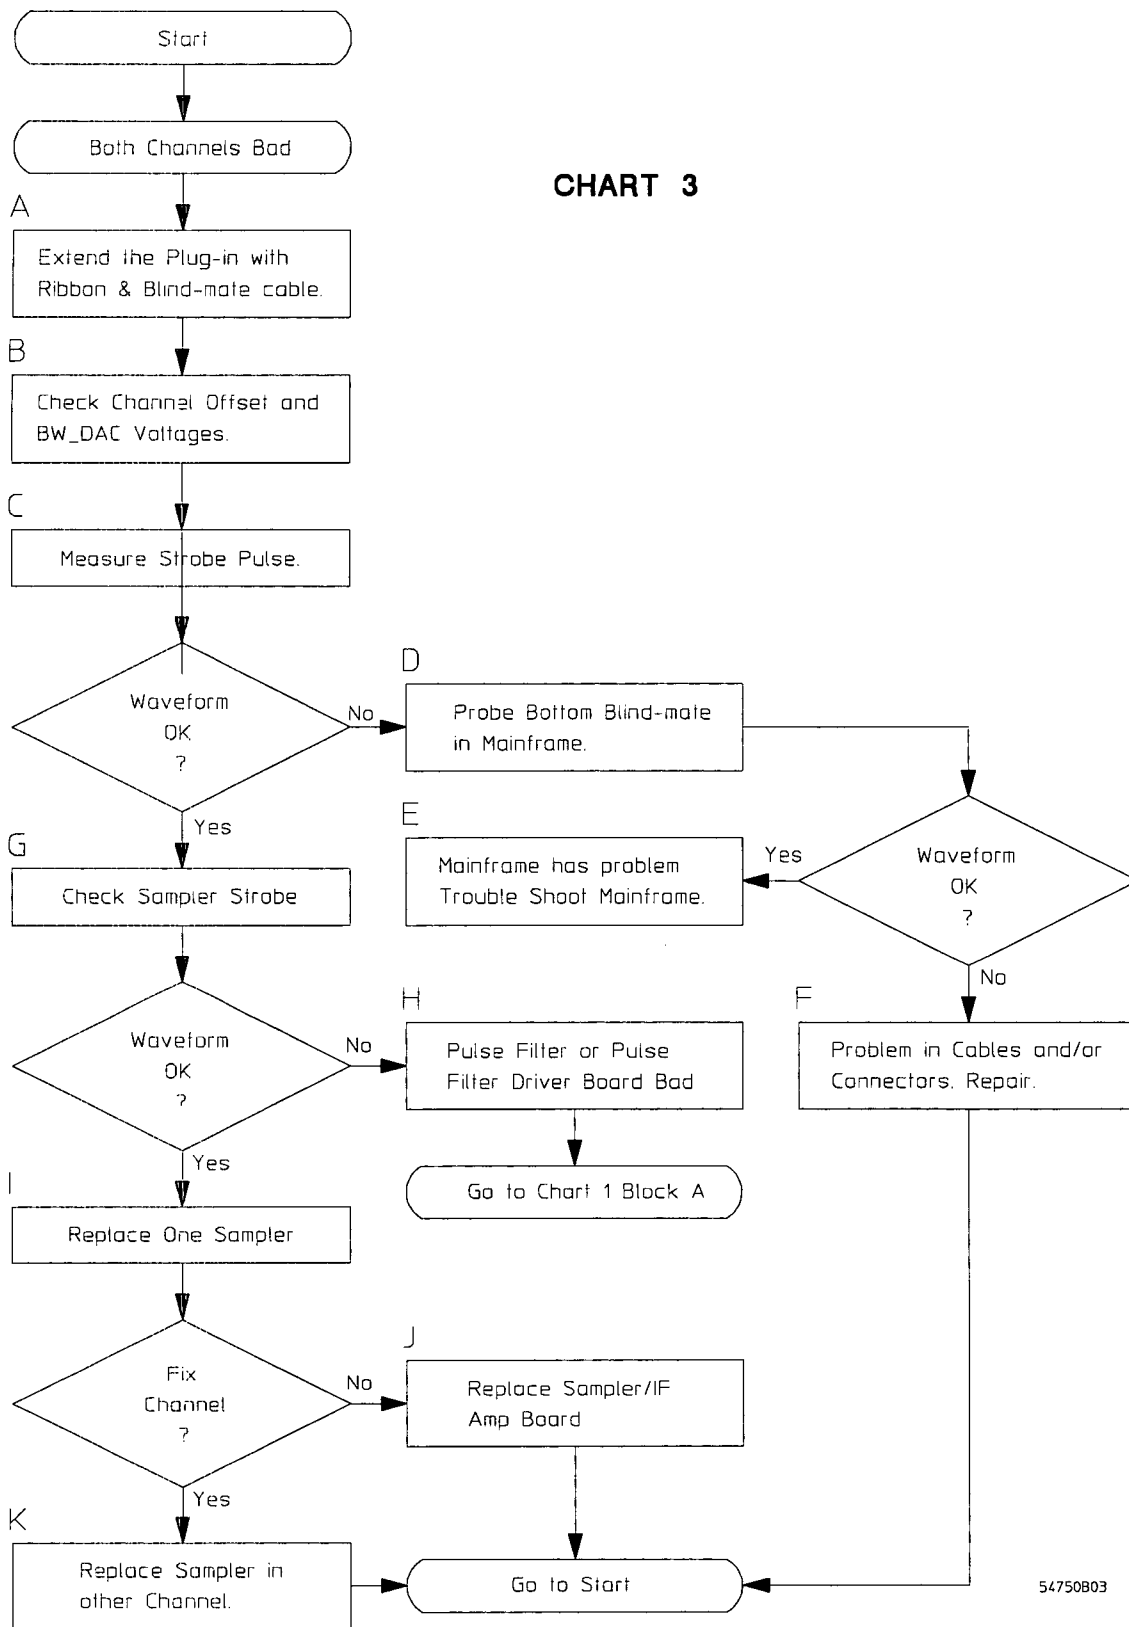 Start
Both Channels Bad
CHART 3
A
Extend the Plug-in with
Ribbon & Blind-mate cable.
B
Check Channel Offset and
BW_DAC Voltages.
C
Measure Strobe Pulse.
Waveform
OK
?
No
Yes
D
Probe Bottom Blind-mate
in Mainframe.
Waveform
OK
?
Yes
No
E
Mainframe has problem
Trouble Shoot Mainframe.
F
Problem in Cables and/or
Connectors. Repair.
G
Check Sampler Strobe
Waveform
OK
?
No
Yes
H
Pulse Filter or Pulse
Filter Driver Board Bad
Go to Chart 1 Block A
I
Replace One Sampler
Fix
Channel
?
No
Yes
J
Replace Sampler/IF
Amp Board
K
Replace Sampler in
other Channel.
Go to Start
54750B03